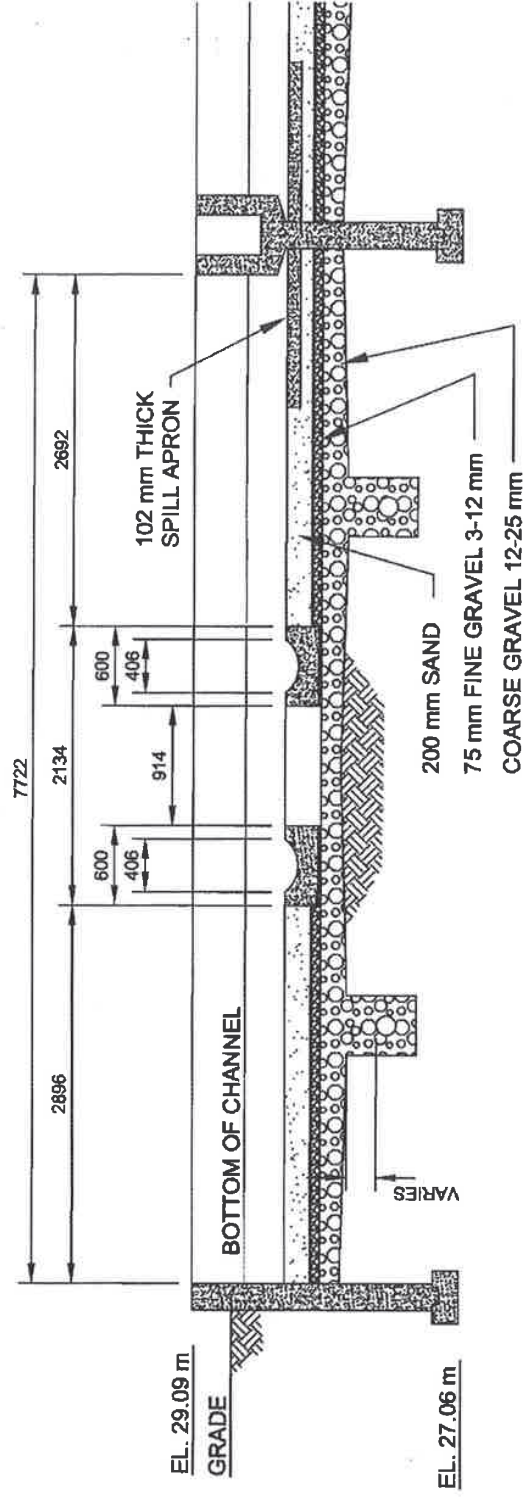 7722
2896
2134
2692
600
406
914
600
406
102 mm THICK
SPILL APRON
BOTTOM OF CHANNEL
EL. 29.09 m
GRADE
VARIES
EL. 27.06 m
200 mm SAND
75 mm FINE GRAVEL 3-12 mm
COARSE GRAVEL 12-25 mm